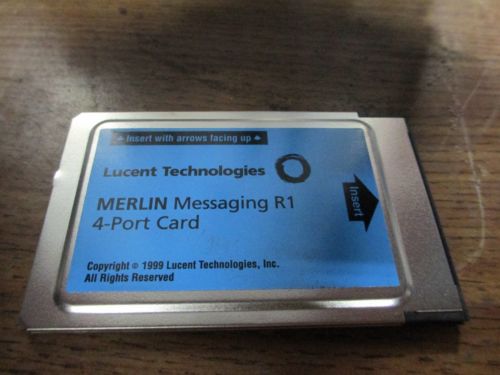 ♠ Insert with arrows facing up ♠
Lucent Technologies
MERLIN Messaging R1
4-Port Card
Insert
Copyright © 1999 Lucent Technologies, Inc.
All Rights Reserved